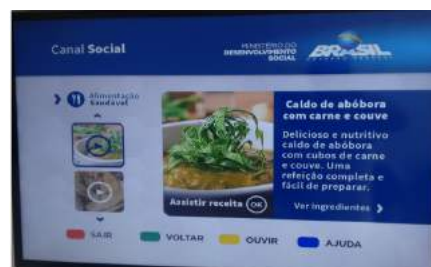 Canal Social
MINISTÉRIO DO
DESENVOLVIMENTO
SOCIAL
BRASIL
Alimentação
Saudável
Caldo de abóbora
com carne e couve
Delicioso e nutritivo
caldo de abóbora
com cubos de carne
e couve. Uma
refeição completa e
fácil de preparar.
Assistir receita OK
Ver ingredientes
SAIR
VOLTAR
OUVIR
AJUDA